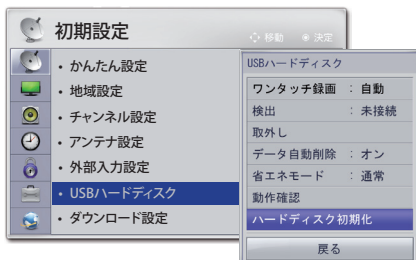 初期設定
移動 決定
・かんたん設定
・地域設定
・チャンネル設定
・アンテナ設定
・外部入力設定
・USBハードディスク
・ダウンロード設定
USBハードディスク
ワンタッチ録画 : 自動
検出 : 未接続
取外し
データ自動削除 : オン
省エネモード : 通常
動作確認
ハードディスク初期化
戻る